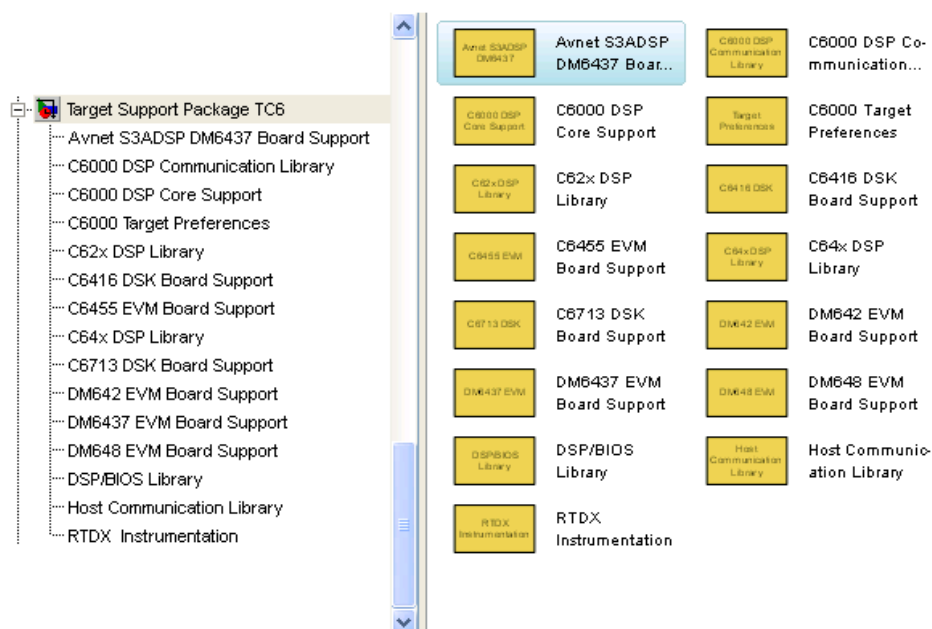 Target Support Package TC6
Avnet S3ADSP DM6437 Board Support
C6000 DSP Communication Library
C6000 DSP Core Support
C6000 Target Preferences
C62x DSP Library
C6416 DSK Board Support
C6455 EVM Board Support
C64x DSP Library
C6713 DSK Board Support
DM642 EVM Board Support
DM6437 EVM Board Support
DM648 EVM Board Support
DSP/BIOS Library
Host Communication Library
RTDX Instrumentation
Avnet S3ADSP
DM6437
Avnet S3ADSP
DM6437 Boar...
C6000 DSP
Communication
Library
C6000 DSP Co-
mmunication...
C6000 DSP
Core Support
C6000 DSP
Core Support
Target
Preferences
C6000 Target
Preferences
C62x DSP
Library
C62x DSP
Library
C6416 DSK
C6416 DSK
Board Support
C6455 EVM
C6455 EVM
Board Support
C64x DSP
Library
C64x DSP
Library
C6713 DSK
C6713 DSK
Board Support
DM642 EVM
DM642 EVM
Board Support
DM6437 EVM
DM6437 EVM
Board Support
DM648 EVM
DM648 EVM
Board Support
DSP/BIOS
Library
DSP/BIOS
Library
Host
Communication
Library
Host Communic-
ation Library
RTDX
Instrumentation
RTDX
Instrumentation